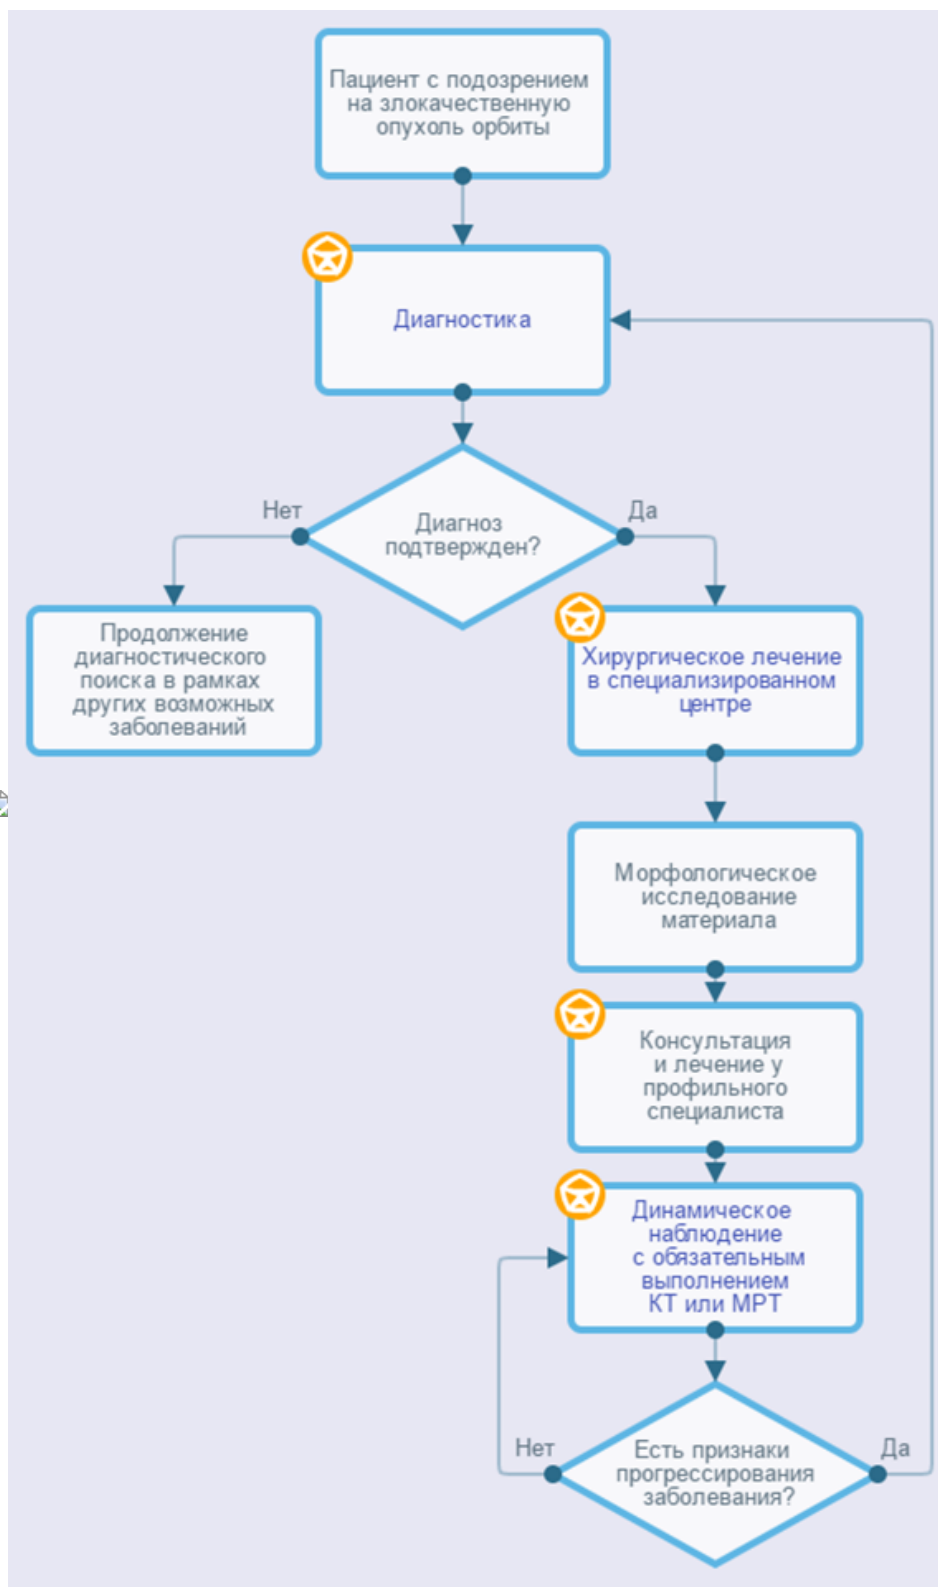 Пациент с подозрением
на злокачественную
опухоль орбиты
Диагностика
Диагноз
подтвержден?
Нет
Да
Продолжение
диагностического
поиска в рамках
других возможных
заболеваний
Хирургическое лечение
в специализированном
центре
Морфологическое
исследование
материала
Консультация
и лечение у
профильного
специалиста
Динамическое
наблюдение
с обязательным
выполнением
КТ или МРТ
Есть признаки
прогрессирования
заболевания?
Нет
Да